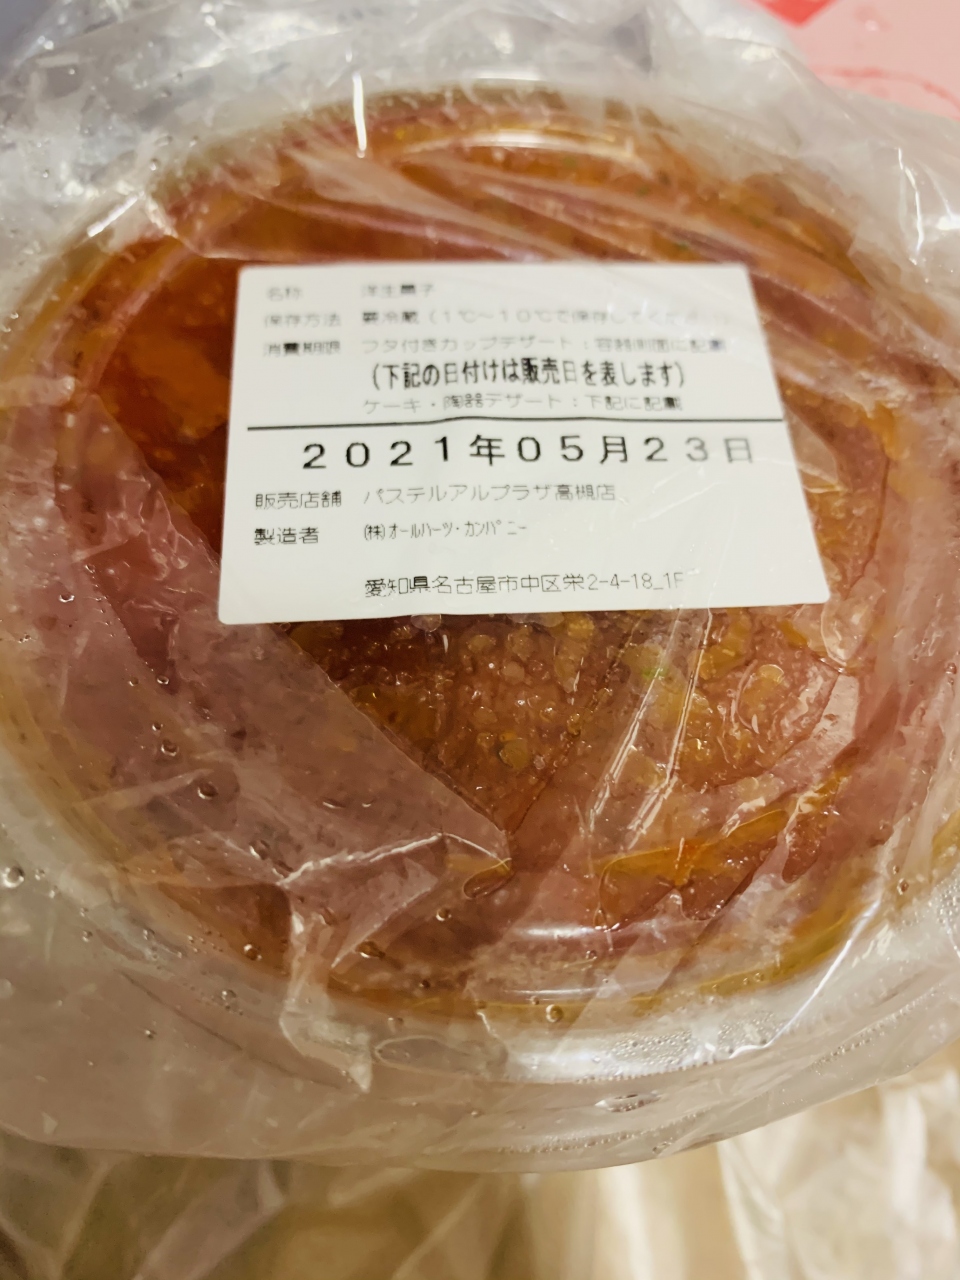 名称 洋生菓子
保存方法 要冷蔵（１℃～１０℃で保存してください）
消費期限 フタ付きカップデザート：容器側面に記載
（下記の日付けは販売日を表します）
ケーキ・陶器デザート：下記に記載
２０２１年０５月２３日
販売店舗 パステルアルプラザ高槻店
製造者 ㈱オールハーツ・カンパニー
愛知県名古屋市中区栄2-4-18_1F